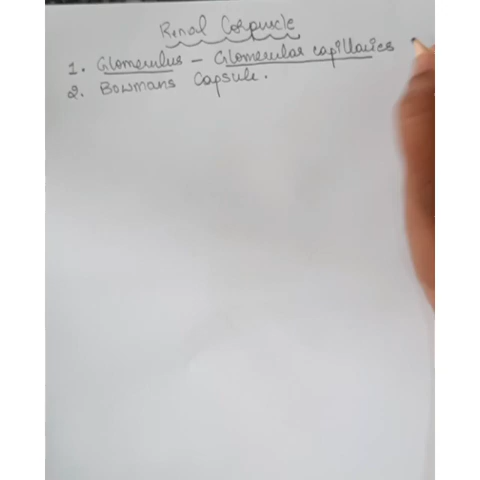 Renal Corpuscle
1. Glomerulus - Glomerular capillaries
2. Bowmans Capsule.